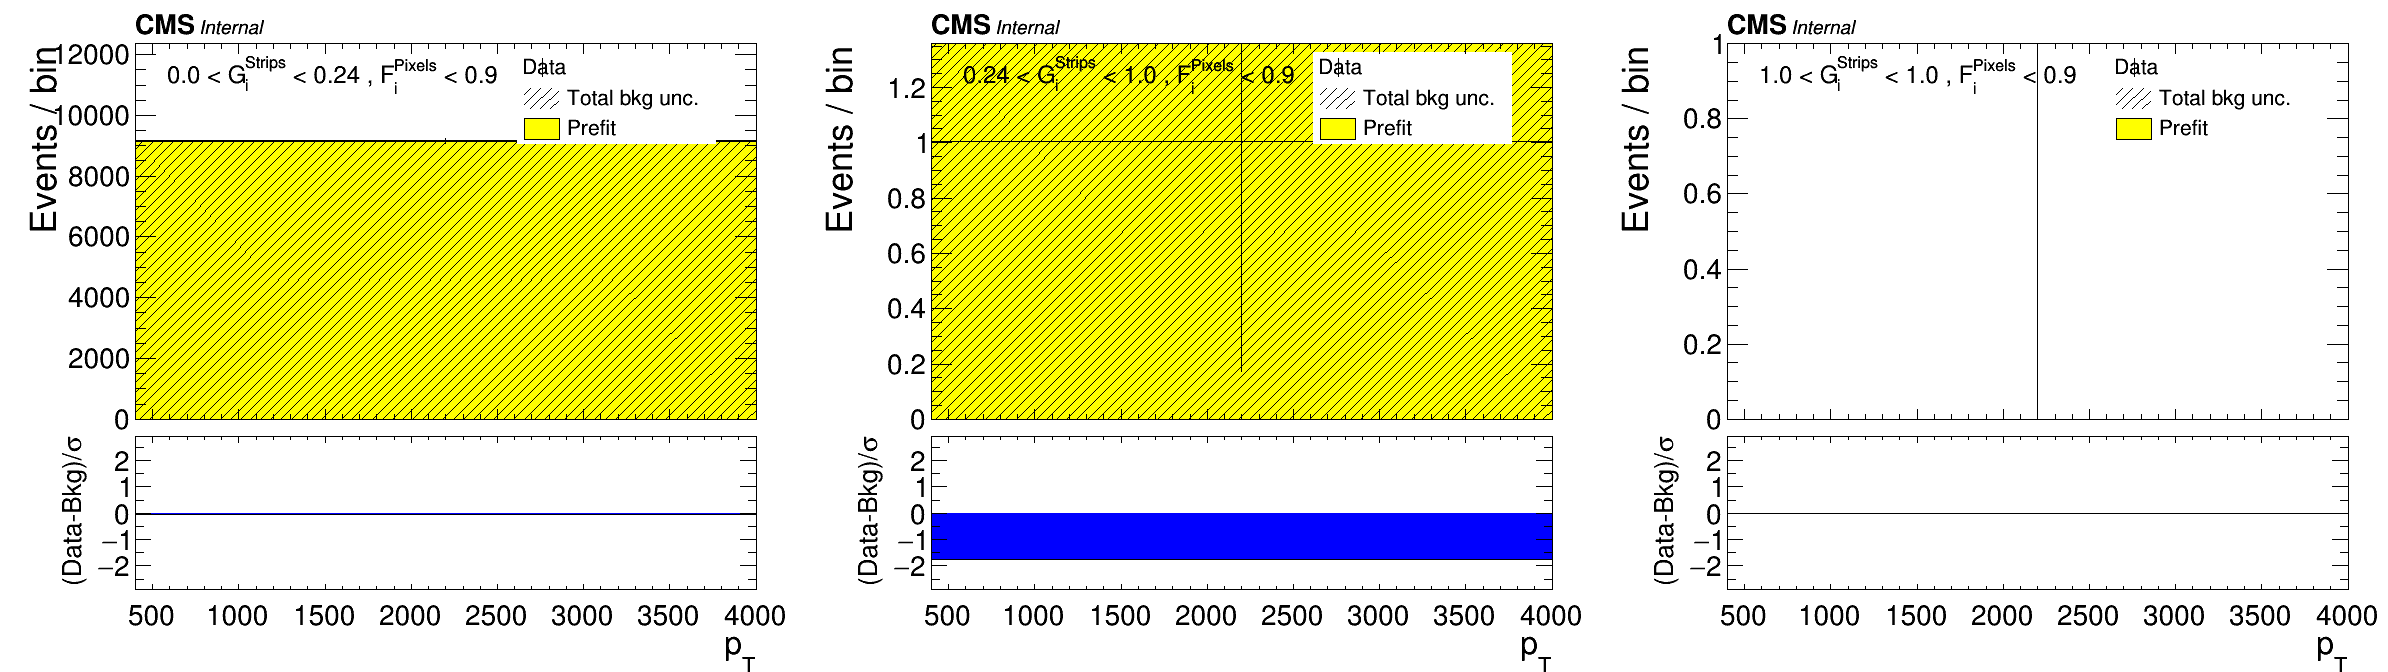 CMS Internal
Events / bin
12000
10000
8000
6000
4000
2000
0
0.0 < G_i^Strips < 0.24 , F_i^Pixels < 0.9
Data
Total bkg unc.
Prefit
(Data-Bkg)/σ
2
1
0
−1
−2
500 1000 1500 2000 2500 3000 3500 4000
p_T
CMS Internal
Events / bin
1.2
1
0.8
0.6
0.4
0.2
0
0.24 < G_i^Strips < 1.0 , F_i^Pixels < 0.9
Data
Total bkg unc.
Prefit
(Data-Bkg)/σ
2
1
0
−1
−2
500 1000 1500 2000 2500 3000 3500 4000
p_T
CMS Internal
Events / bin
1
0.8
0.6
0.4
0.2
0
1.0 < G_i^Strips < 1.0 , F_i^Pixels < 0.9
Data
Total bkg unc.
Prefit
(Data-Bkg)/σ
2
1
0
−1
−2
500 1000 1500 2000 2500 3000 3500 4000
p_T